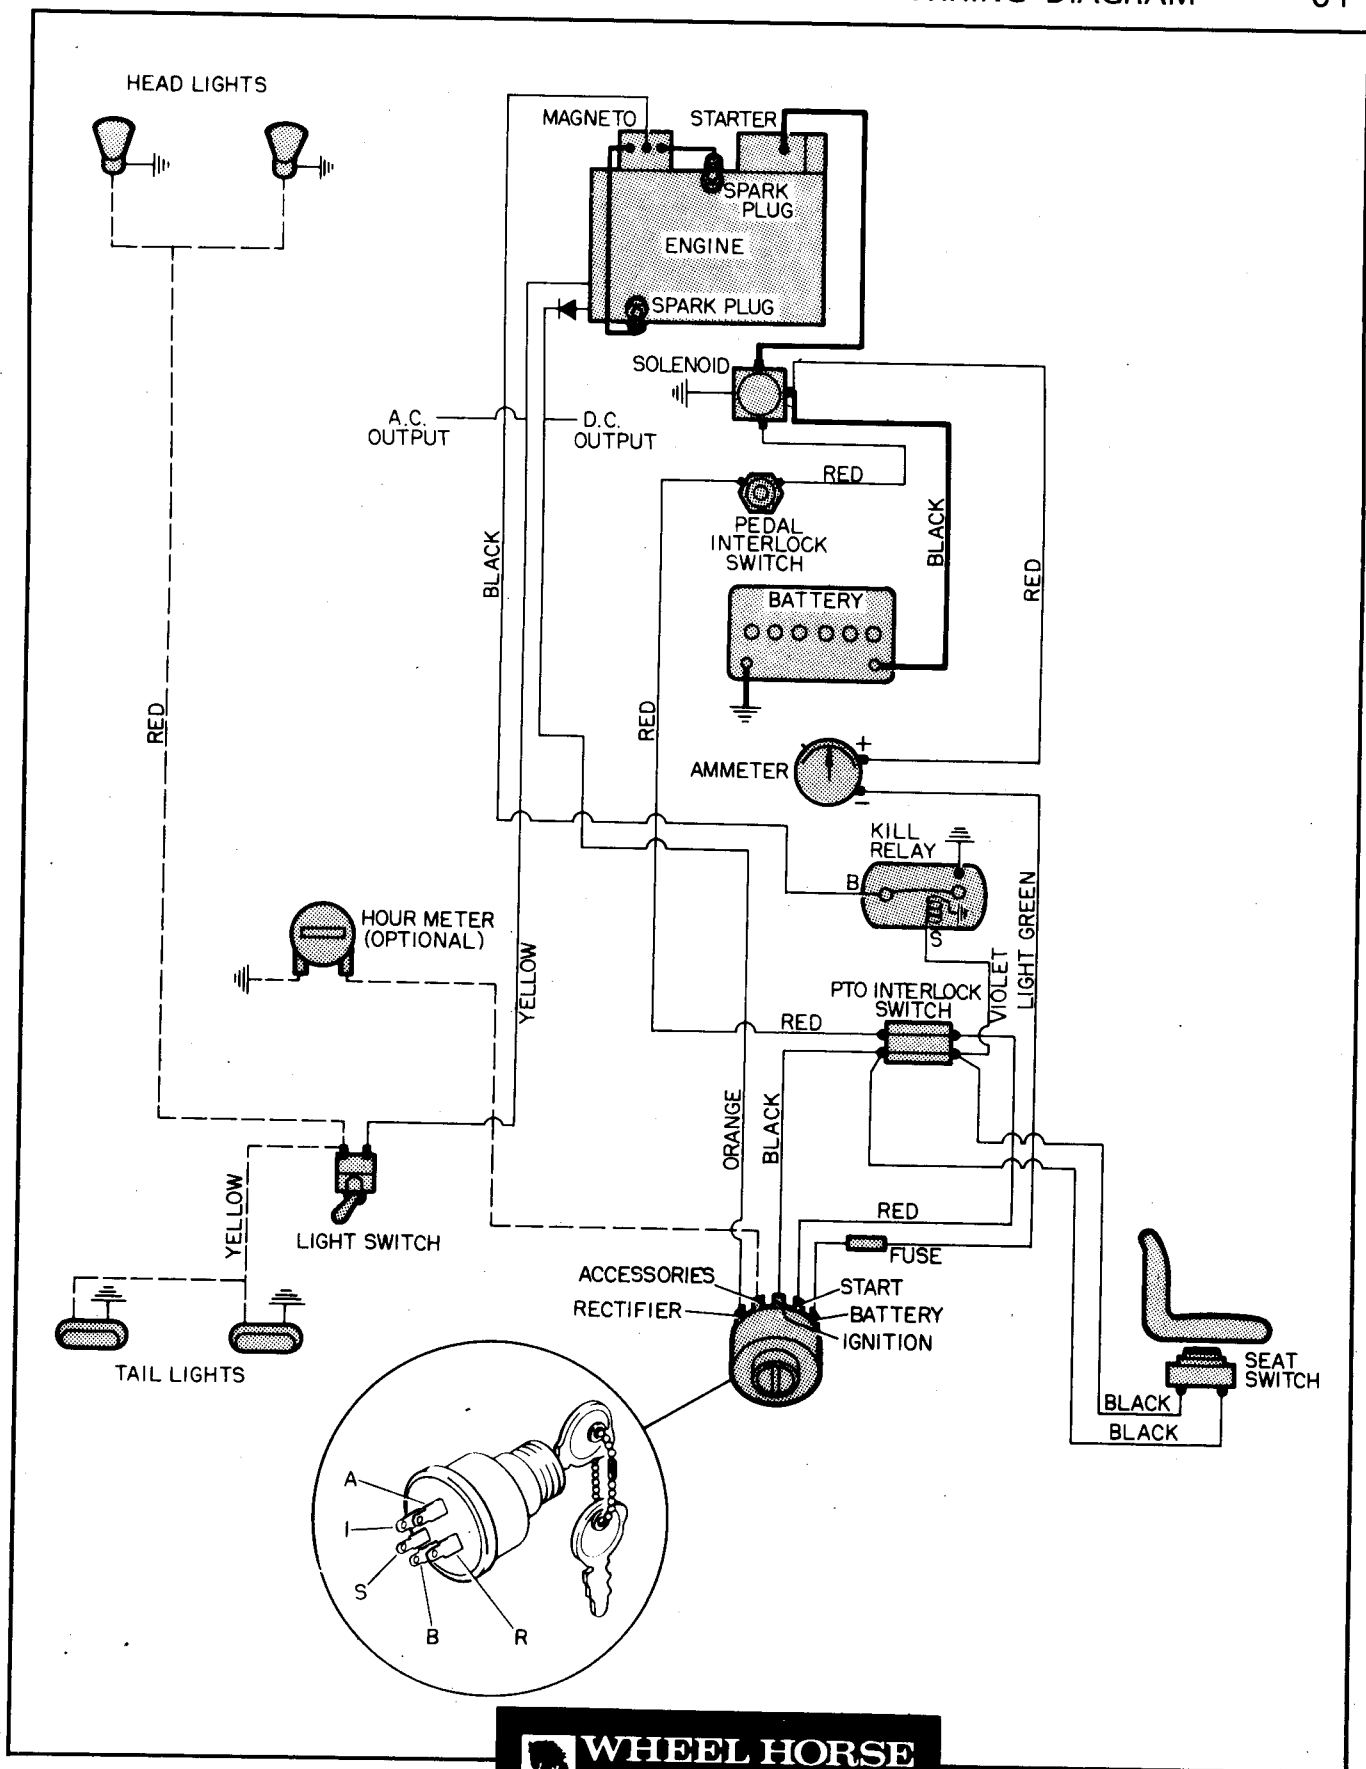 DIAGRAM
HEAD LIGHTS
MAGNETO
STARTER
SPARK
PLUG
ENGINE
SPARK PLUG
SOLENOID
A.C.
OUTPUT
D.C.
OUTPUT
RED
PEDAL
INTERLOCK
SWITCH
BLACK
BLACK
RED
BATTERY
RED
RED
AMMETER
+
–
KILL
RELAY
B
S
HOUR METER
(OPTIONAL)
YELLOW
VIOLET
LIGHT GREEN
PTO INTERLOCK
SWITCH
RED
ORANGE
BLACK
YELLOW
LIGHT SWITCH
RED
FUSE
ACCESSORIES
START
RECTIFIER
BATTERY
IGNITION
TAIL LIGHTS
SEAT
SWITCH
BLACK
BLACK
A
I
S
B
R
WHEEL HORSE